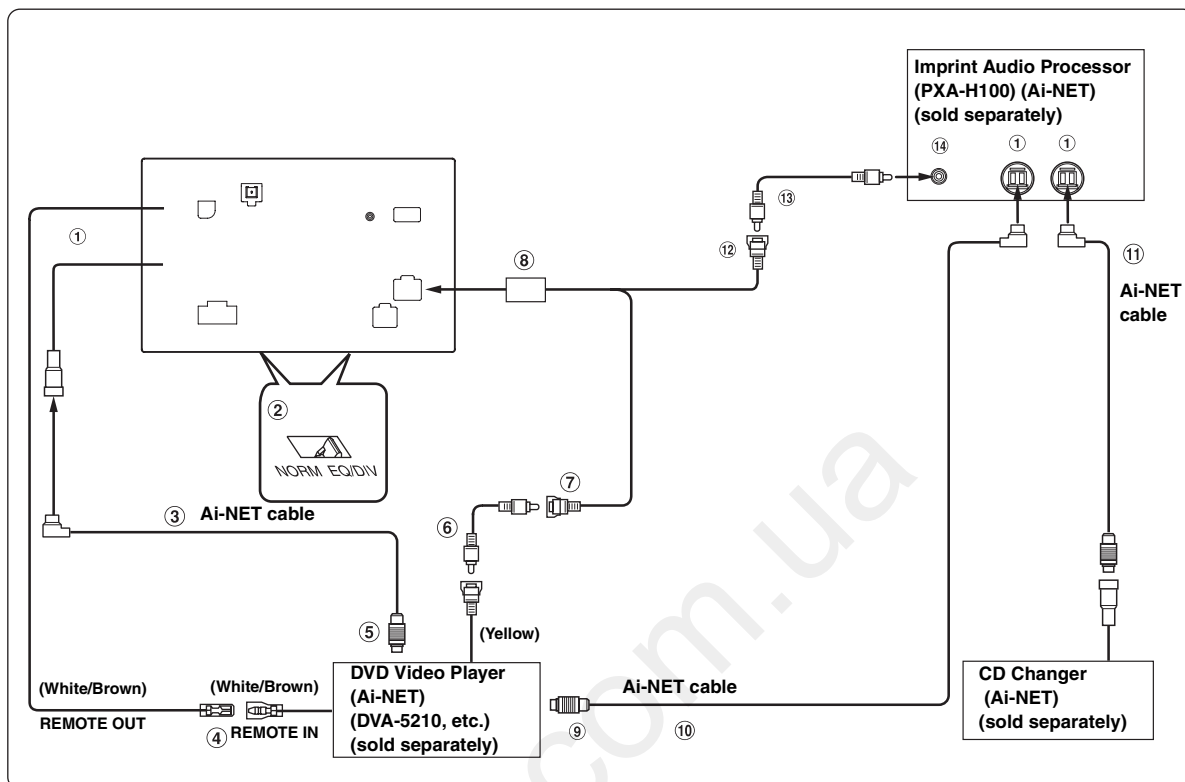 Imprint Audio Processor
(PXA-H100) (Ai-NET)
(sold separately)
⑭
①
①
①
⑧
⑬
⑫
⑪
Ai-NET
cable
②
NORM EQ/DIV
③
Ai-NET cable
⑦
⑥
⑤
(Yellow)
(White/Brown)
REMOTE OUT
④
(White/Brown)
REMOTE IN
DVD Video Player
(Ai-NET)
(DVA-5210, etc.)
(sold separately)
Ai-NET cable
⑨
⑩
CD Changer
(Ai-NET)
(sold separately)
com.ua